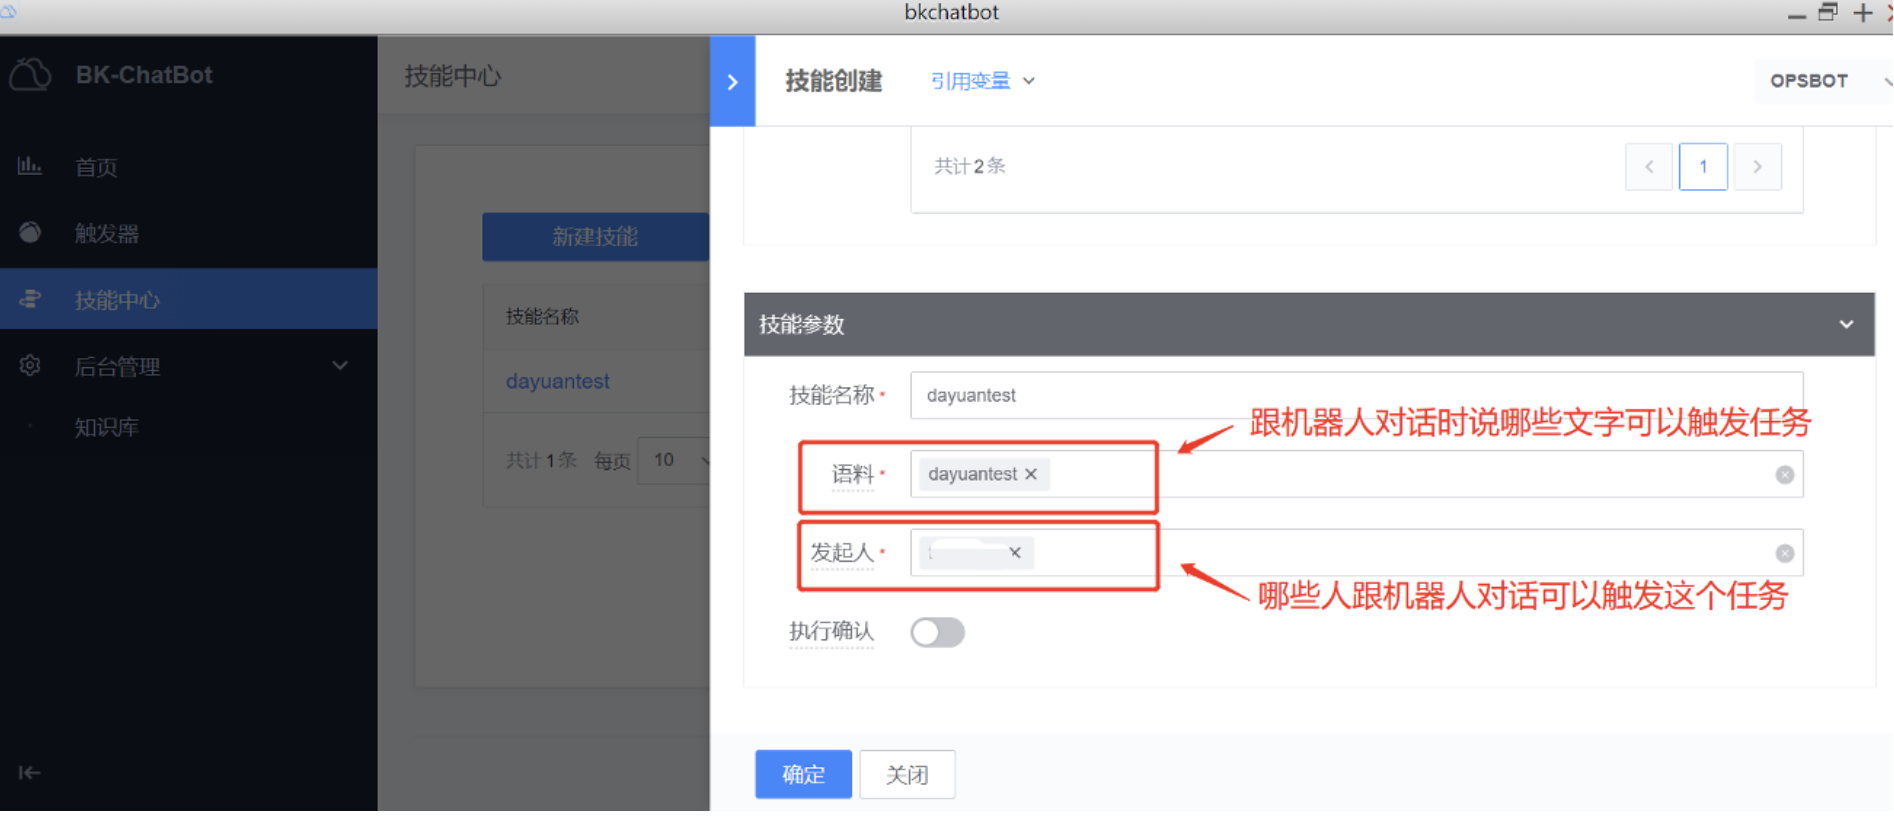 bkchatbot
BK-ChatBot
首页
触发器
技能中心
后台管理
知识库
技能中心
新建技能
技能名称
dayuantest
共计1条 每页 10
技能创建 引用变量
OPSBOT
共计2条
1
技能参数
技能名称* dayuantest
跟机器人对话时说哪些文字可以触发任务
语料* dayuantest ×
发起人* ×
哪些人跟机器人对话可以触发这个任务
执行确认
确定 关闭